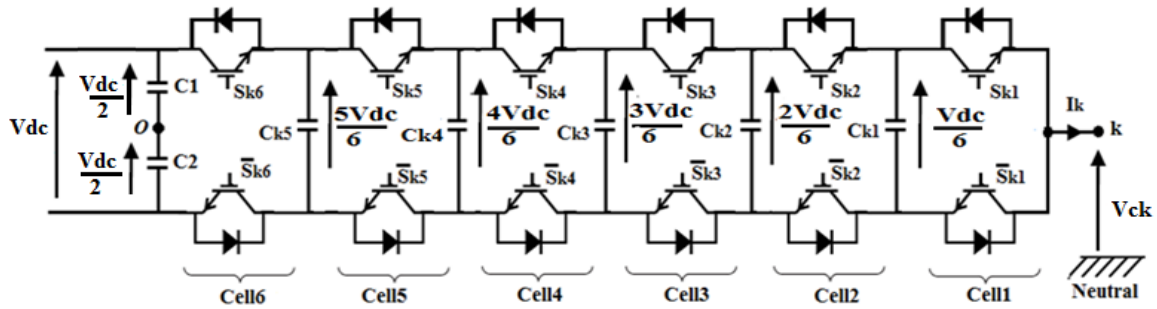 Sk6
Sk5
Sk4
Sk3
Sk2
Sk1
Vdc
Vdc
2
C1
o
Vdc
2
C2
Ck5
5Vdc
6
Ck4
4Vdc
6
Ck3
3Vdc
6
Ck2
2Vdc
6
Ck1
Vdc
6
Ik
k
S̅k6
S̅k5
S̅k4
S̅k3
S̅k2
S̅k1
Vck
Cell6
Cell5
Cell4
Cell3
Cell2
Cell1
Neutral